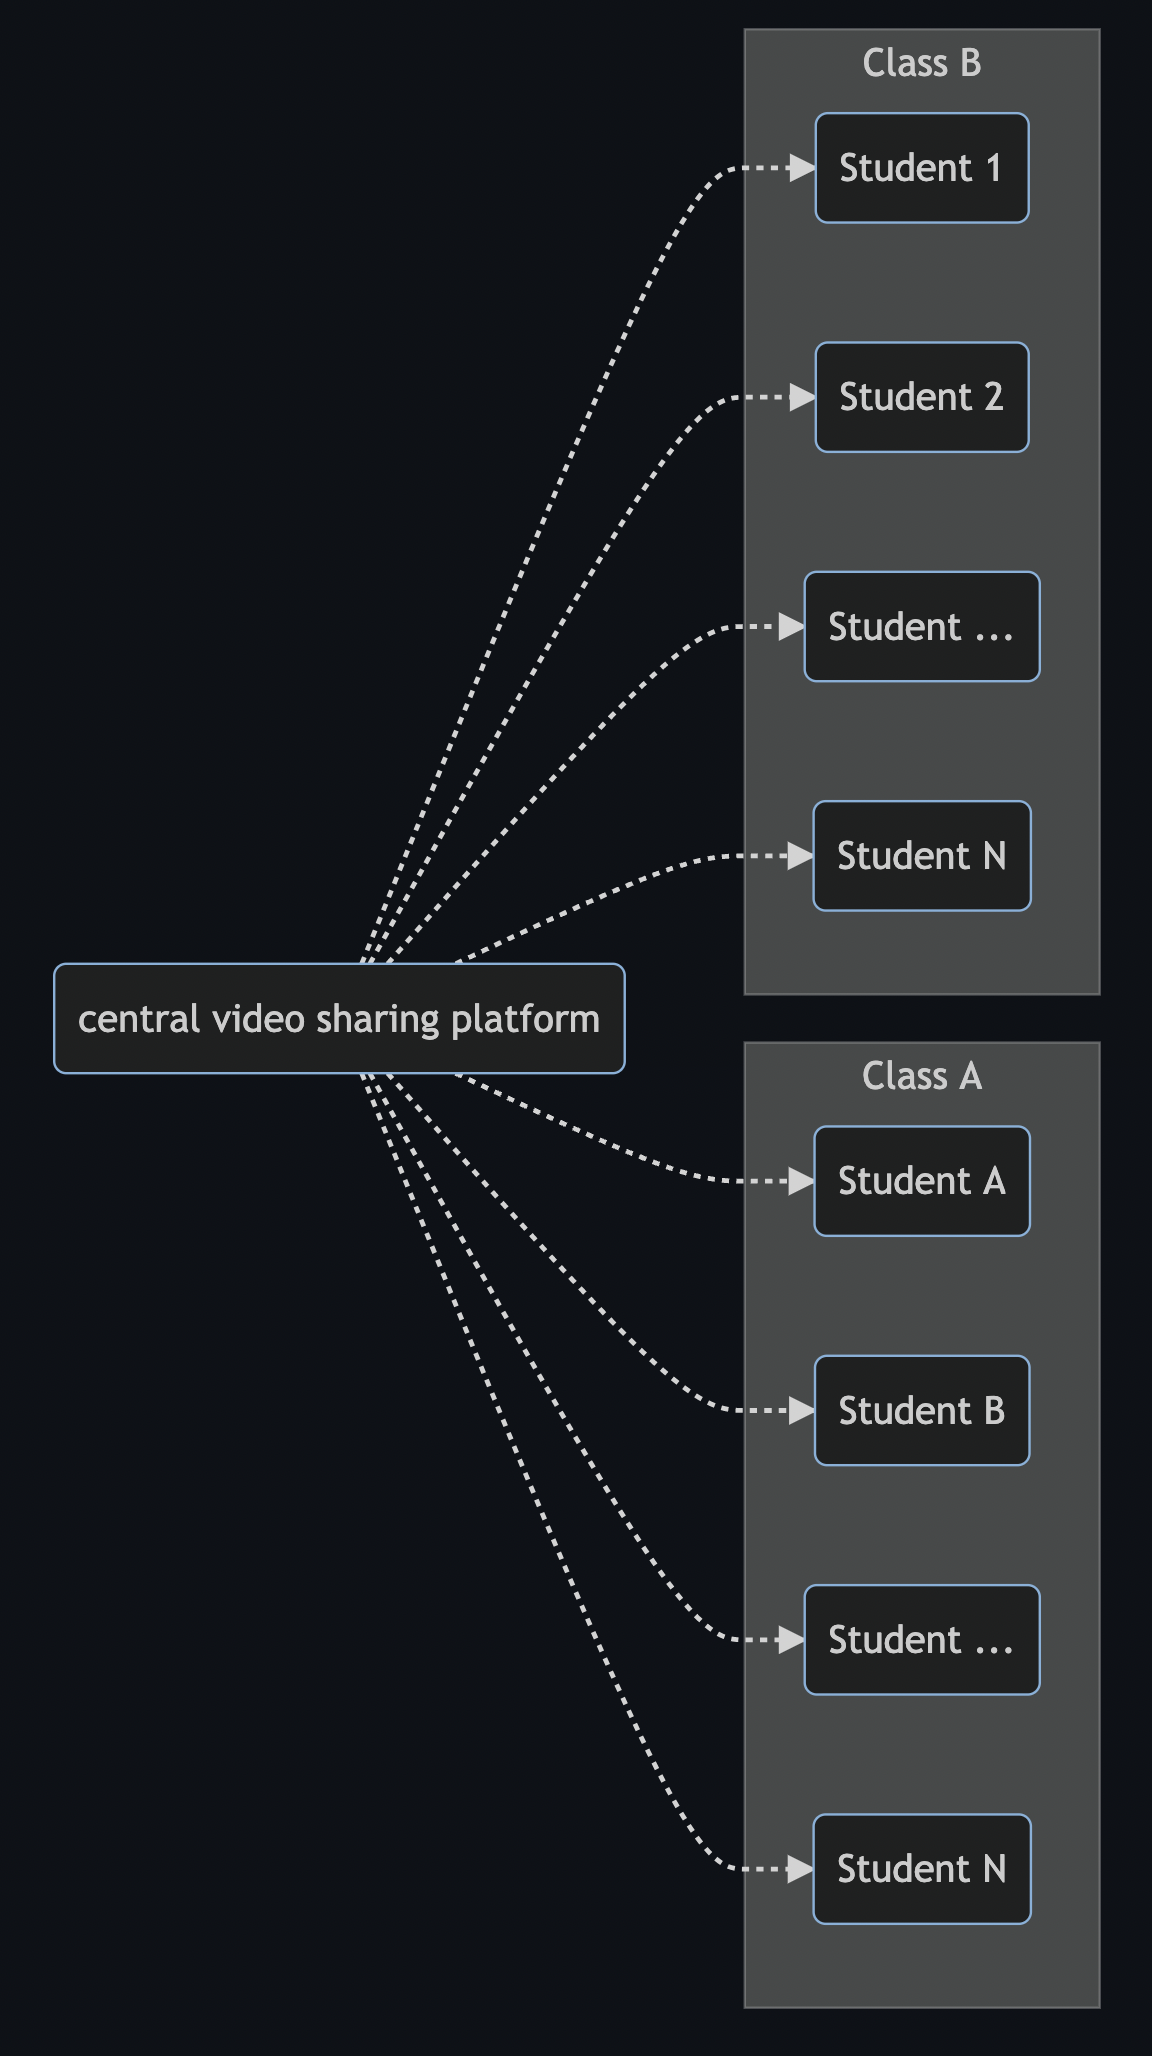 Class B
Student 1
Student 2
Student ...
Student N
central video sharing platform
Class A
Student A
Student B
Student ...
Student N